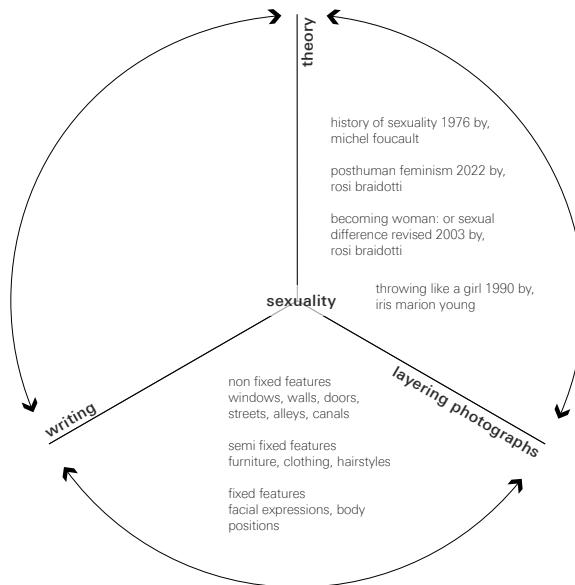 theory
history of sexuality 1976 by,
michel foucault
posthuman feminism 2022 by,
rosi braidotti
becoming woman: or sexual
difference revised 2003 by,
rosi braidotti
throwing like a girl 1990 by,
iris marion young
sexuality
writing
layering photographs
non fixed features
windows, walls, doors,
streets, alleys, canals
semi fixed features
furniture, clothing, hairstyles
fixed features
facial expressions, body
positions